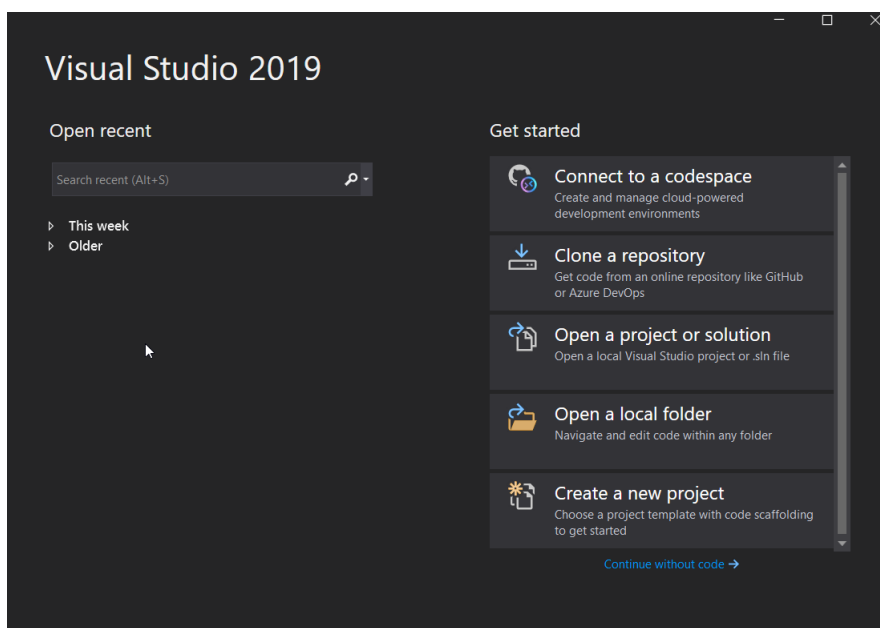 Visual Studio 2019
Open recent
Search recent (Alt+S)
This week
Older
Get started
Connect to a codespace
Create and manage cloud-powered
development environments
Clone a repository
Get code from an online repository like GitHub
or Azure DevOps
Open a project or solution
Open a local Visual Studio project or .sln file
Open a local folder
Navigate and edit code within any folder
Create a new project
Choose a project template with code scaffolding
to get started
Continue without code